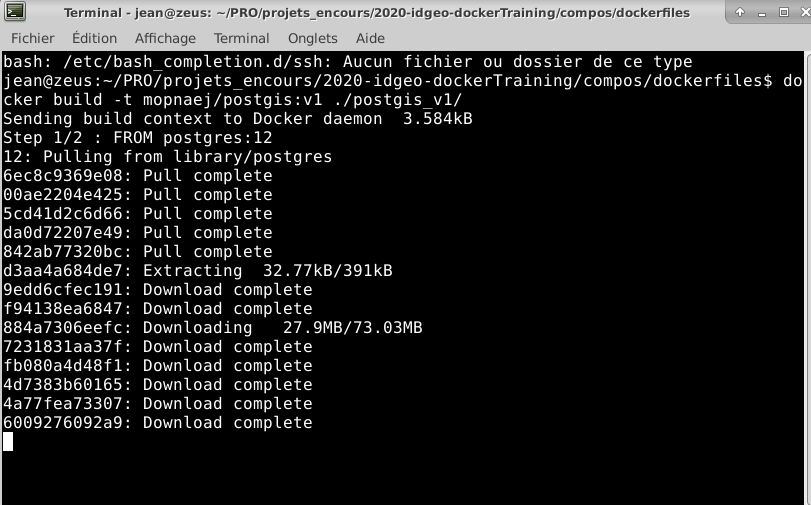 Terminal - jean@zeus: ~/PRO/projets_encours/2020-idgeo-dockerTraining/compos/dockerfiles
Fichier Édition Affichage Terminal Onglets Aide
bash: /etc/bash_completion.d/ssh: Aucun fichier ou dossier de ce type
jean@zeus:~/PRO/projets_encours/2020-idgeo-dockerTraining/compos/dockerfiles$ do
cker build -t mopnaej/postgis:v1 ./postgis_v1/
Sending build context to Docker daemon  3.584kB
Step 1/2 : FROM postgres:12
12: Pulling from library/postgres
6ec8c9369e08: Pull complete
00ae2204e425: Pull complete
5cd41d2c6d66: Pull complete
da0d72207e49: Pull complete
842ab77320bc: Pull complete
d3aa4a684de7: Extracting  32.77kB/391kB
9edd6cfec191: Download complete
f94138ea6847: Download complete
884a7306eefc: Downloading   27.9MB/73.03MB
7231831aa37f: Download complete
fb080a4d48f1: Download complete
4d7383b60165: Download complete
4a77fea73307: Download complete
6009276092a9: Download complete